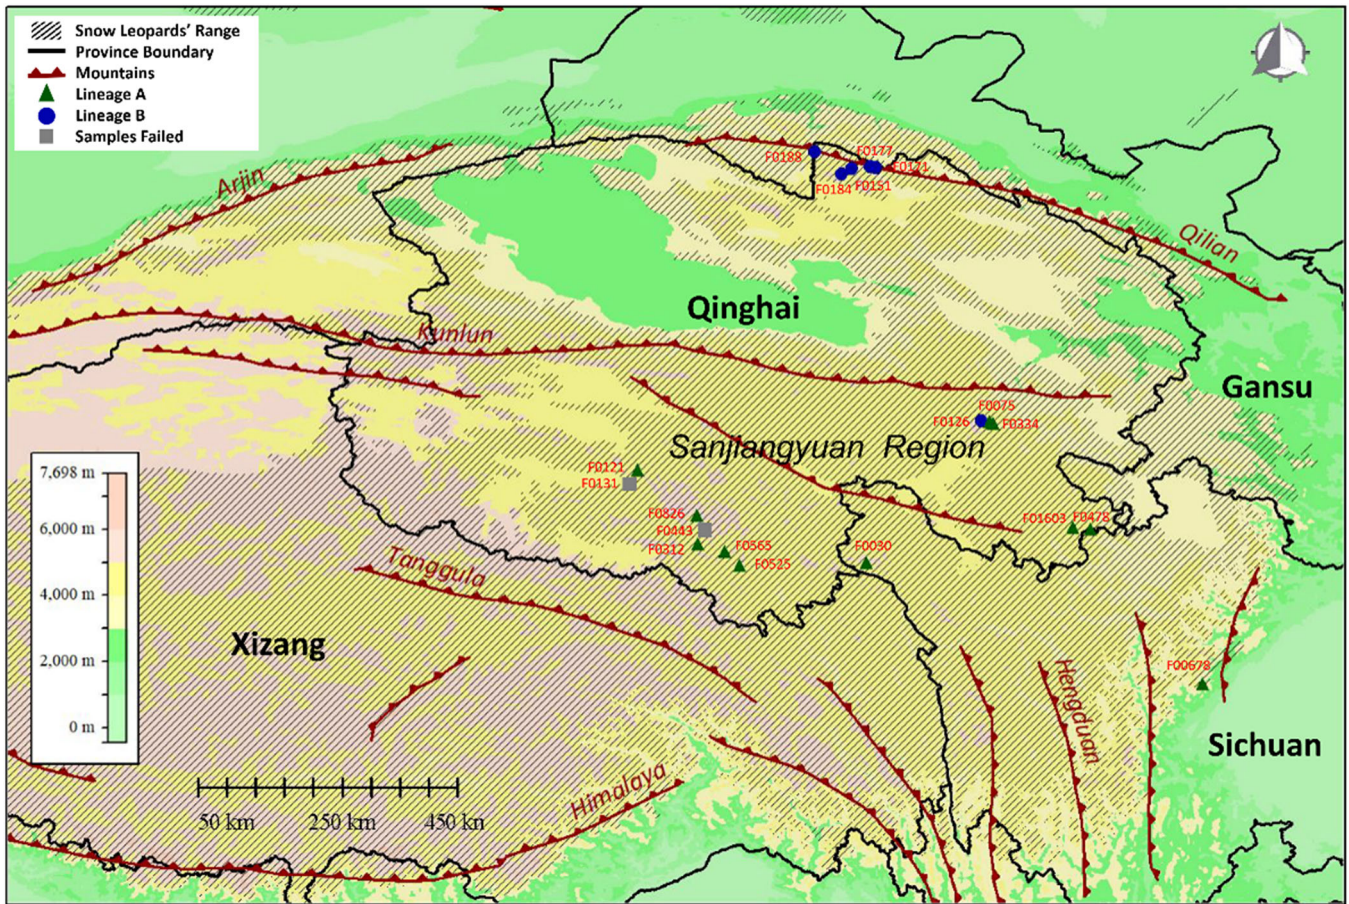 Snow Leopards' Range
Province Boundary
Mountains
Lineage A
Lineage B
Samples Failed
F0188
F0177
F0171
F0184
F0151
Arjin
Qilian
Qinghai
Kunlun
Gansu
F0075
F0126
F0334
Sanjiangyuan Region
7,698 m
6,000 m
4,000 m
2,000 m
0 m
F0121
F0131
F0826
F0443
F0312
F0565
F0525
F0030
F01603
F0478
Tanggula
Xizang
F00678
Hengduan
Sichuan
Himalaya
50 km
250 km
450 kn